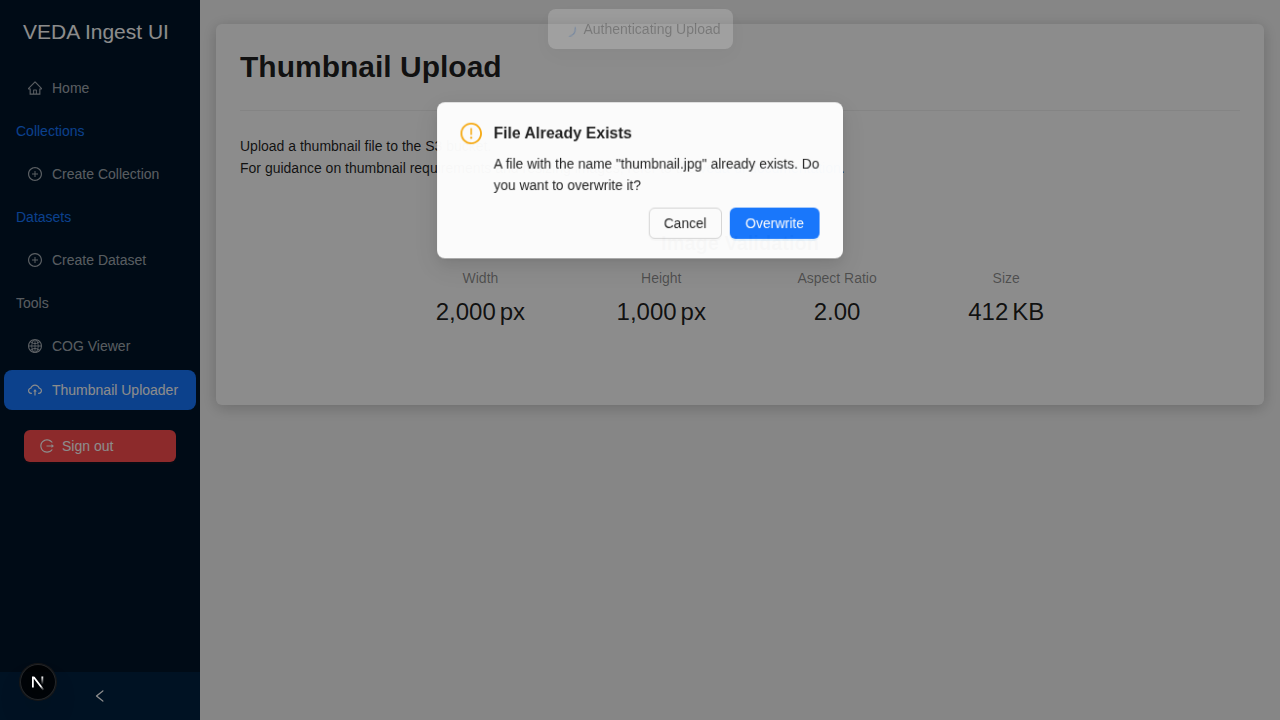 VEDA Ingest UI
Home
Collections
Create Collection
Datasets
Create Dataset
Tools
COG Viewer
Thumbnail Uploader
Sign out
N
Authenticating Upload
Thumbnail Upload
Upload a thumbnail file to the S3
For guidance on thumbnail requ
File Already Exists
A file with the name "thumbnail.jpg" already exists. Do
you want to overwrite it?
Cancel
Overwrite
Image Validation
Width
Height
Aspect Ratio
Size
2,000 px
1,000 px
2.00
412 KB